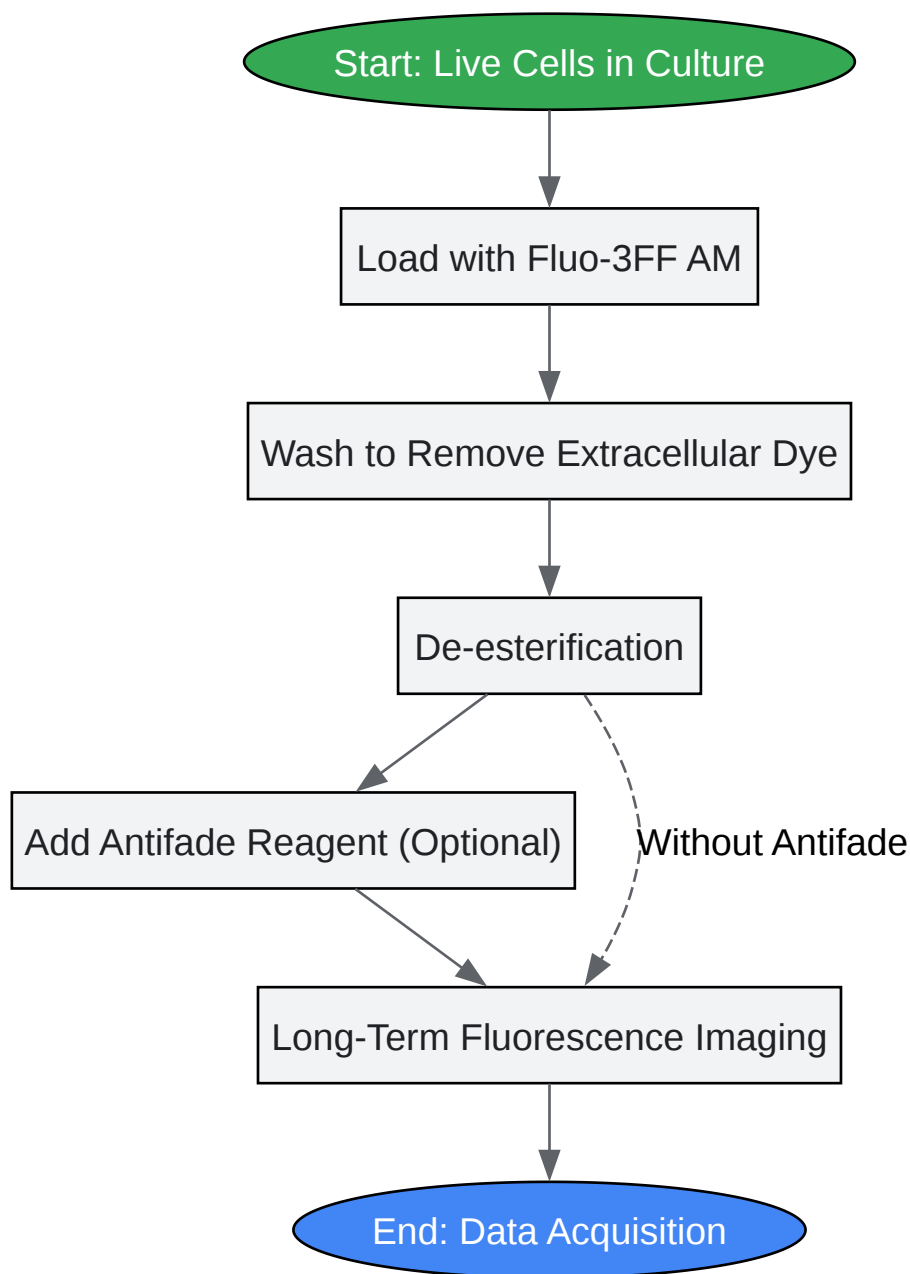 Start: Live Cells in Culture
Load with Fluo-3FF AM
Wash to Remove Extracellular Dye
De-esterification
Add Antifade Reagent (Optional)
Without Antifade
Long-Term Fluorescence Imaging
End: Data Acquisition